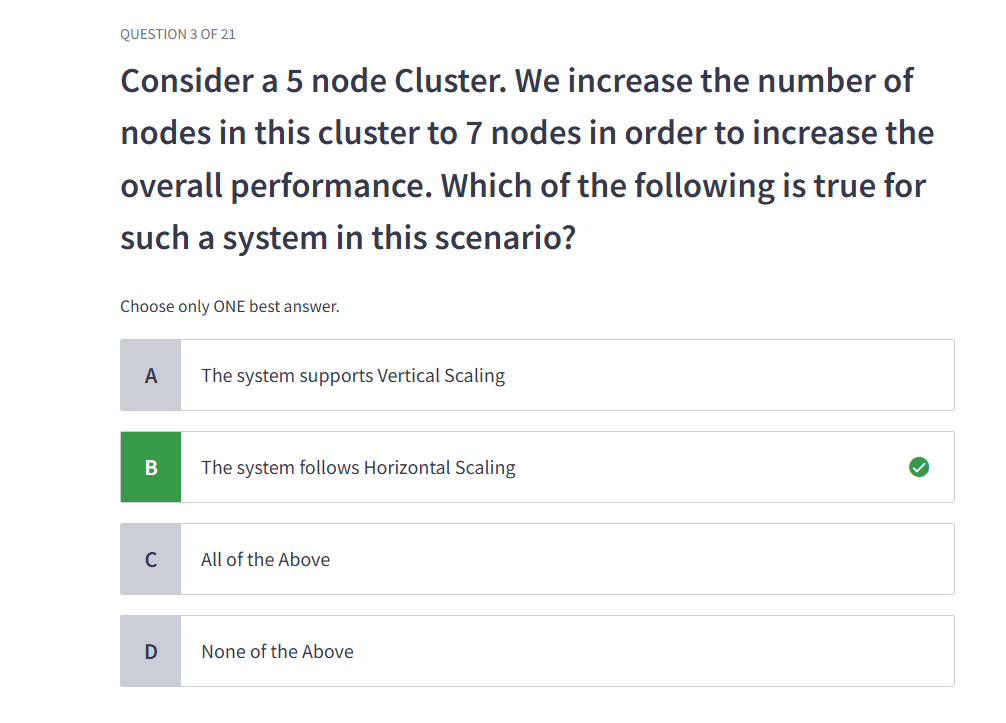 QUESTION 3 OF 21
Consider a 5 node Cluster. We increase the number of
nodes in this cluster to 7 nodes in order to increase the
overall performance. Which of the following is true for
such a system in this scenario?
Choose only ONE best answer.
A The system supports Vertical Scaling
B The system follows Horizontal Scaling
C All of the Above
D None of the Above